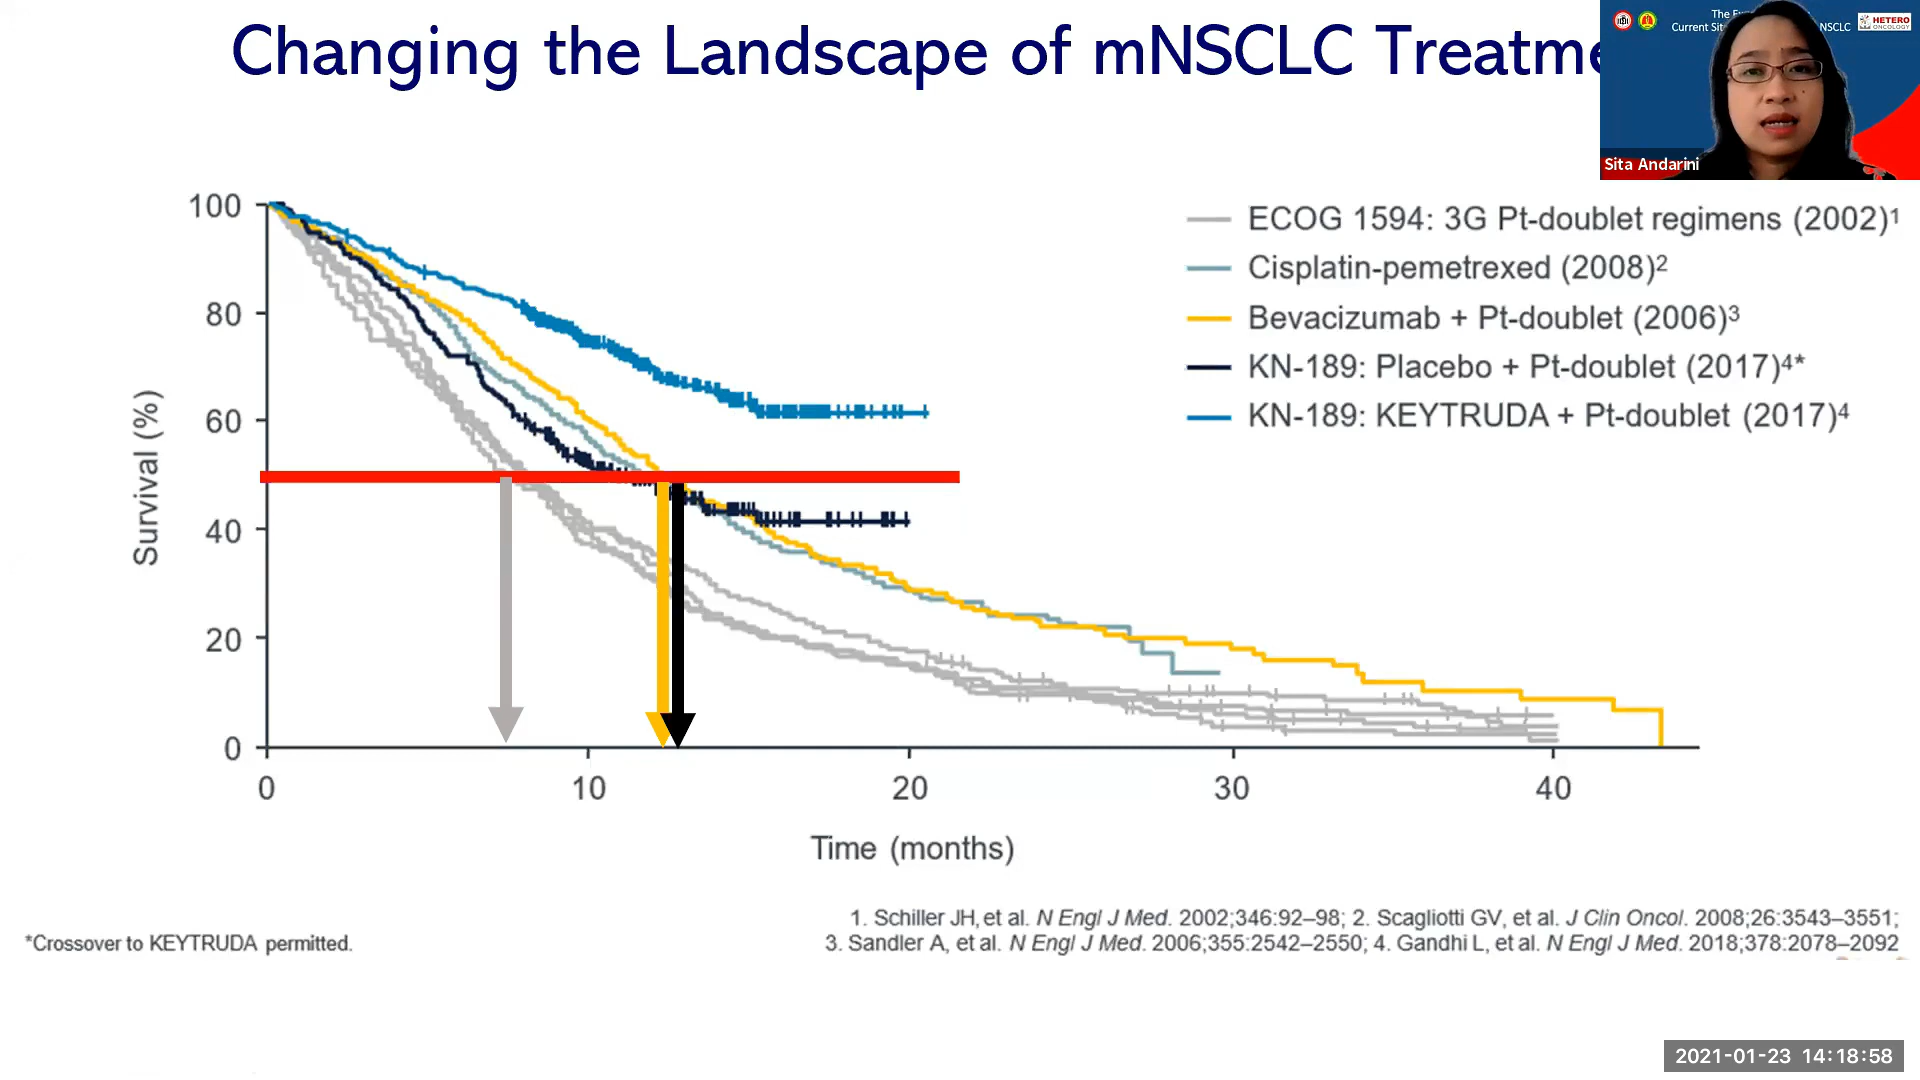 Changing the Landscape of mNSCLC Treatme
The
Current NSCLC
HETERO
ONCOLOGY
Sita Andarini
ECOG 1594: 3G Pt-doublet regimens (2002)¹
Cisplatin-pemetrexed (2008)²
Bevacizumab + Pt-doublet (2006)³
KN-189: Placebo + Pt-doublet (2017)⁴*
KN-189: KEYTRUDA + Pt-doublet (2017)⁴
Survival (%)
100
80
60
40
20
0
0 10 20 30 40
Time (months)
*Crossover to KEYTRUDA permitted.
1. Schiller JH, et al. N Engl J Med. 2002;346:92–98; 2. Scagliotti GV, et al. J Clin Oncol. 2008;26:3543–3551;
3. Sandler A, et al. N Engl J Med. 2006;355:2542–2550; 4. Gandhi L, et al. N Engl J Med. 2018;378:2078–2092
2021-01-23 14:18:58